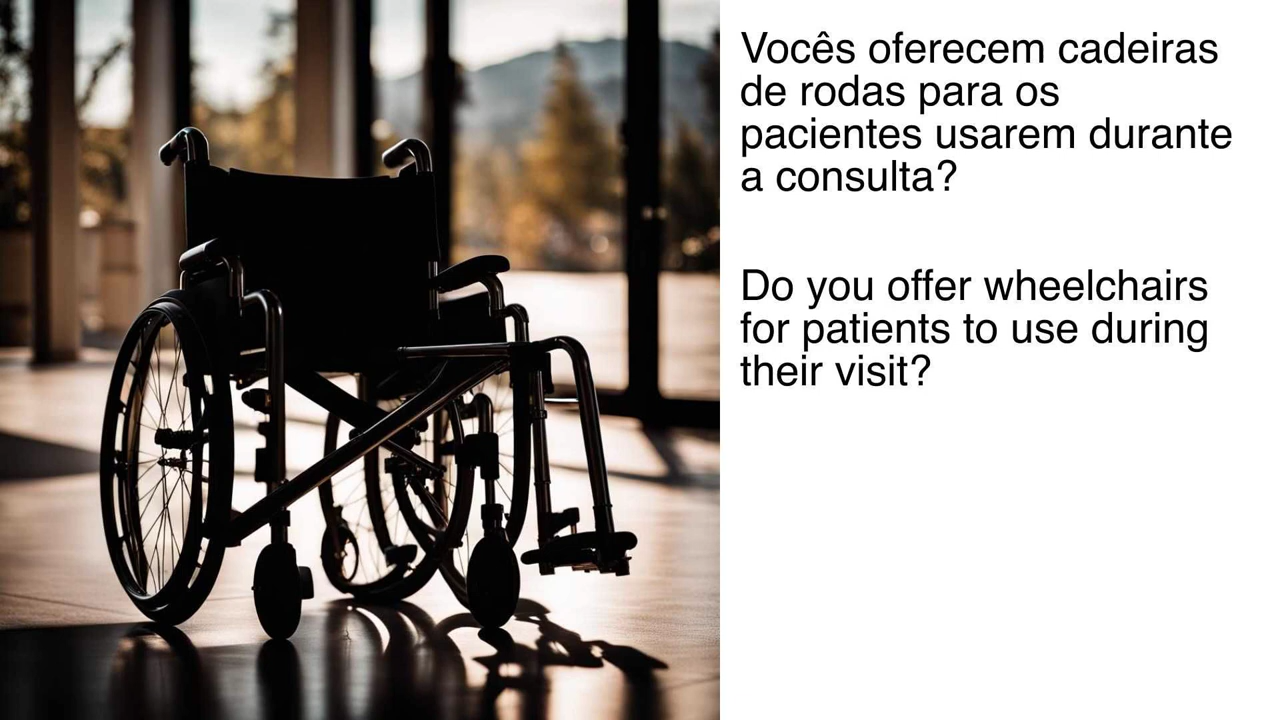 Vocês oferecem cadeiras
de rodas para os
pacientes usarem durante
a consulta?
Do you offer wheelchairs
for patients to use during
their visit?